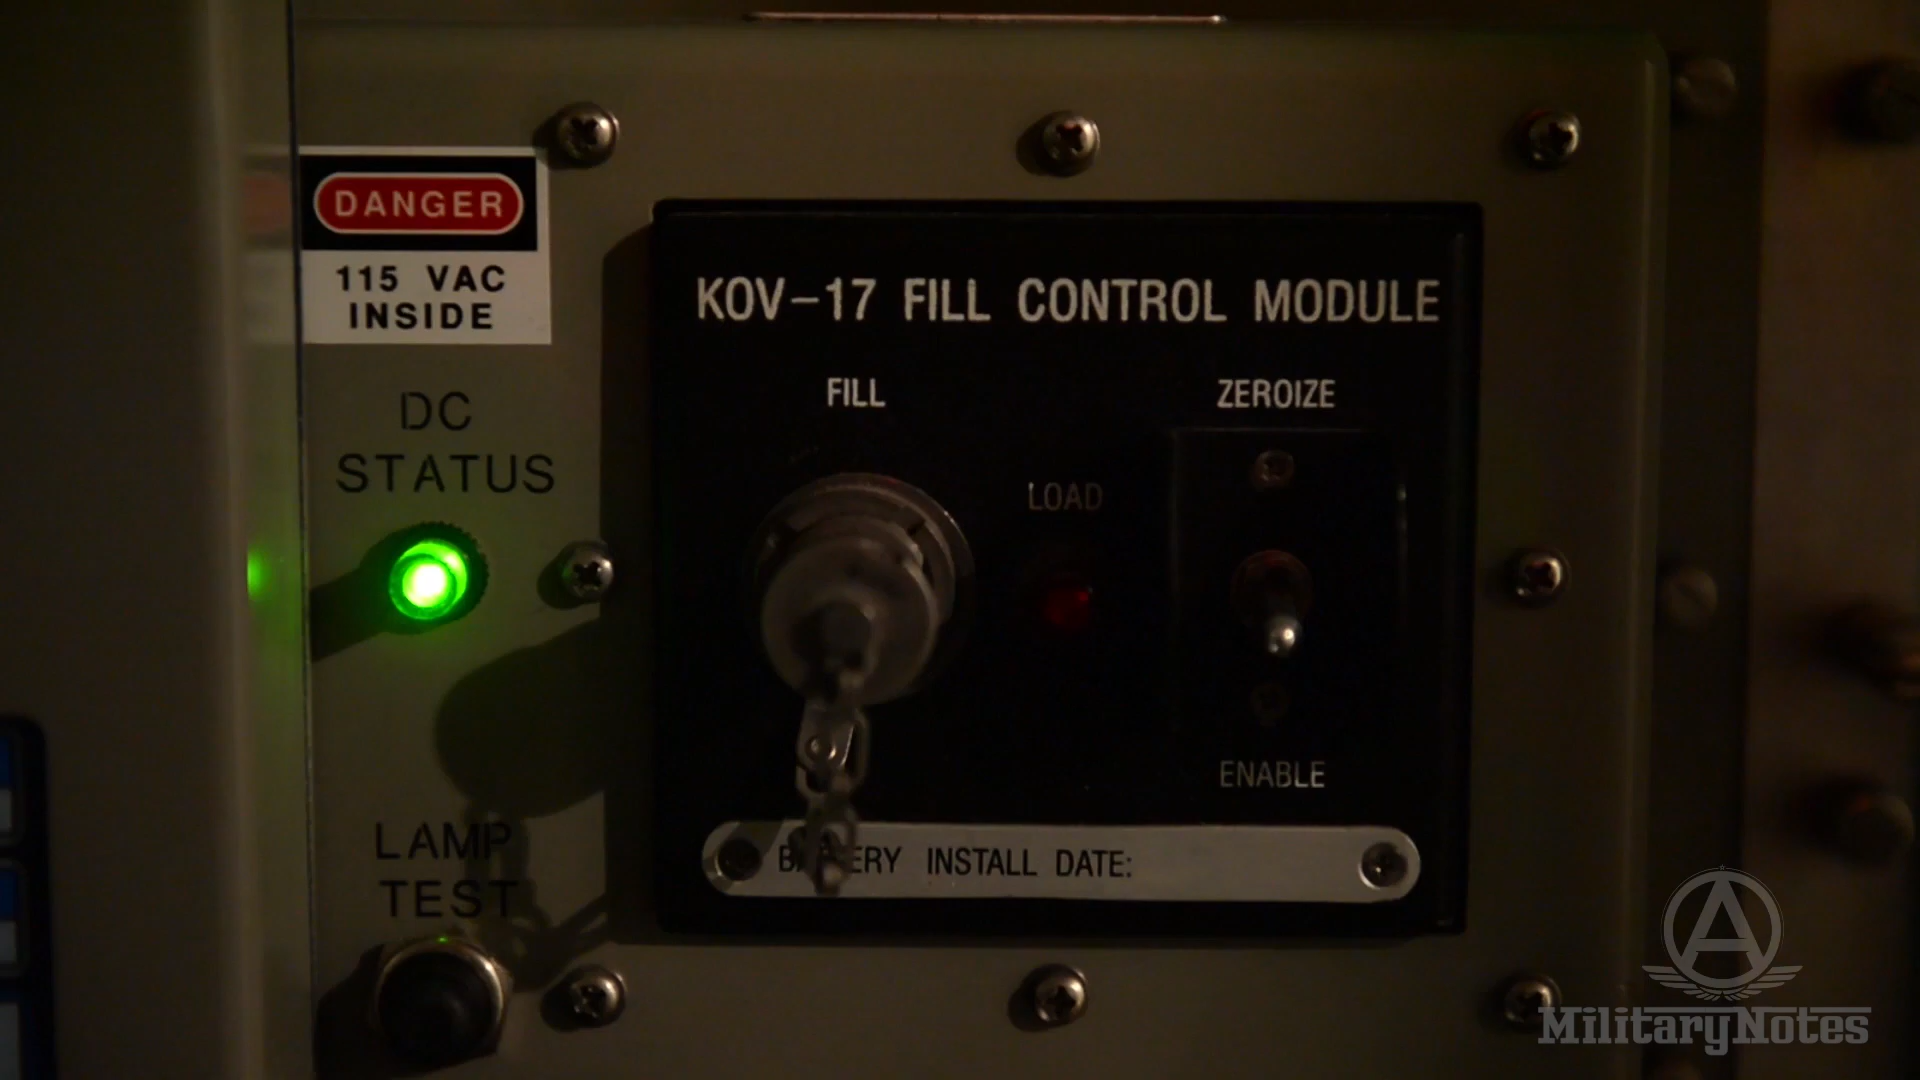 DANGER
115 VAC
INSIDE
DC
STATUS
LAMP
TEST
KOV-17 FILL CONTROL MODULE
FILL
ZEROIZE
LOAD
ENABLE
BATTERY INSTALL DATE:
A
MilitaryNotes